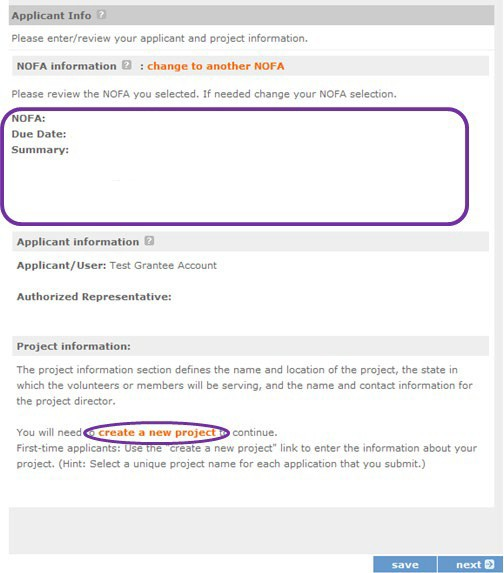 Applicant Info ?
Please enter/review your applicant and project information.
NOFA information ? : change to another NOFA
Please review the NOFA you selected. If needed change your NOFA selection.
NOFA:
Due Date:
Summary:
Applicant information ?
Applicant/User: Test Grantee Account
Authorized Representative:
Project information:
The project information section defines the name and location of the project, the state in
which the volunteers or members will be serving, and the name and contact information for
the project director.
You will need to create a new project to continue.
First-time applicants: Use the "create a new project" link to enter the information about your
project. (Hint: Select a unique project name for each application that you submit.)
save next